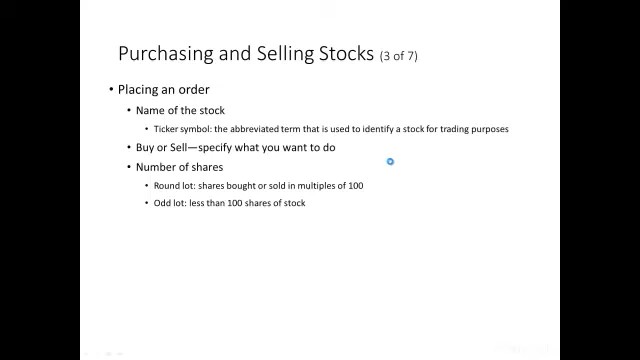 Purchasing and Selling Stocks (3 of 7)
• Placing an order
• Name of the stock
• Ticker symbol: the abbreviated term that is used to identify a stock for trading purposes
• Buy or Sell—specify what you want to do
• Number of shares
• Round lot: shares bought or sold in multiples of 100
• Odd lot: less than 100 shares of stock